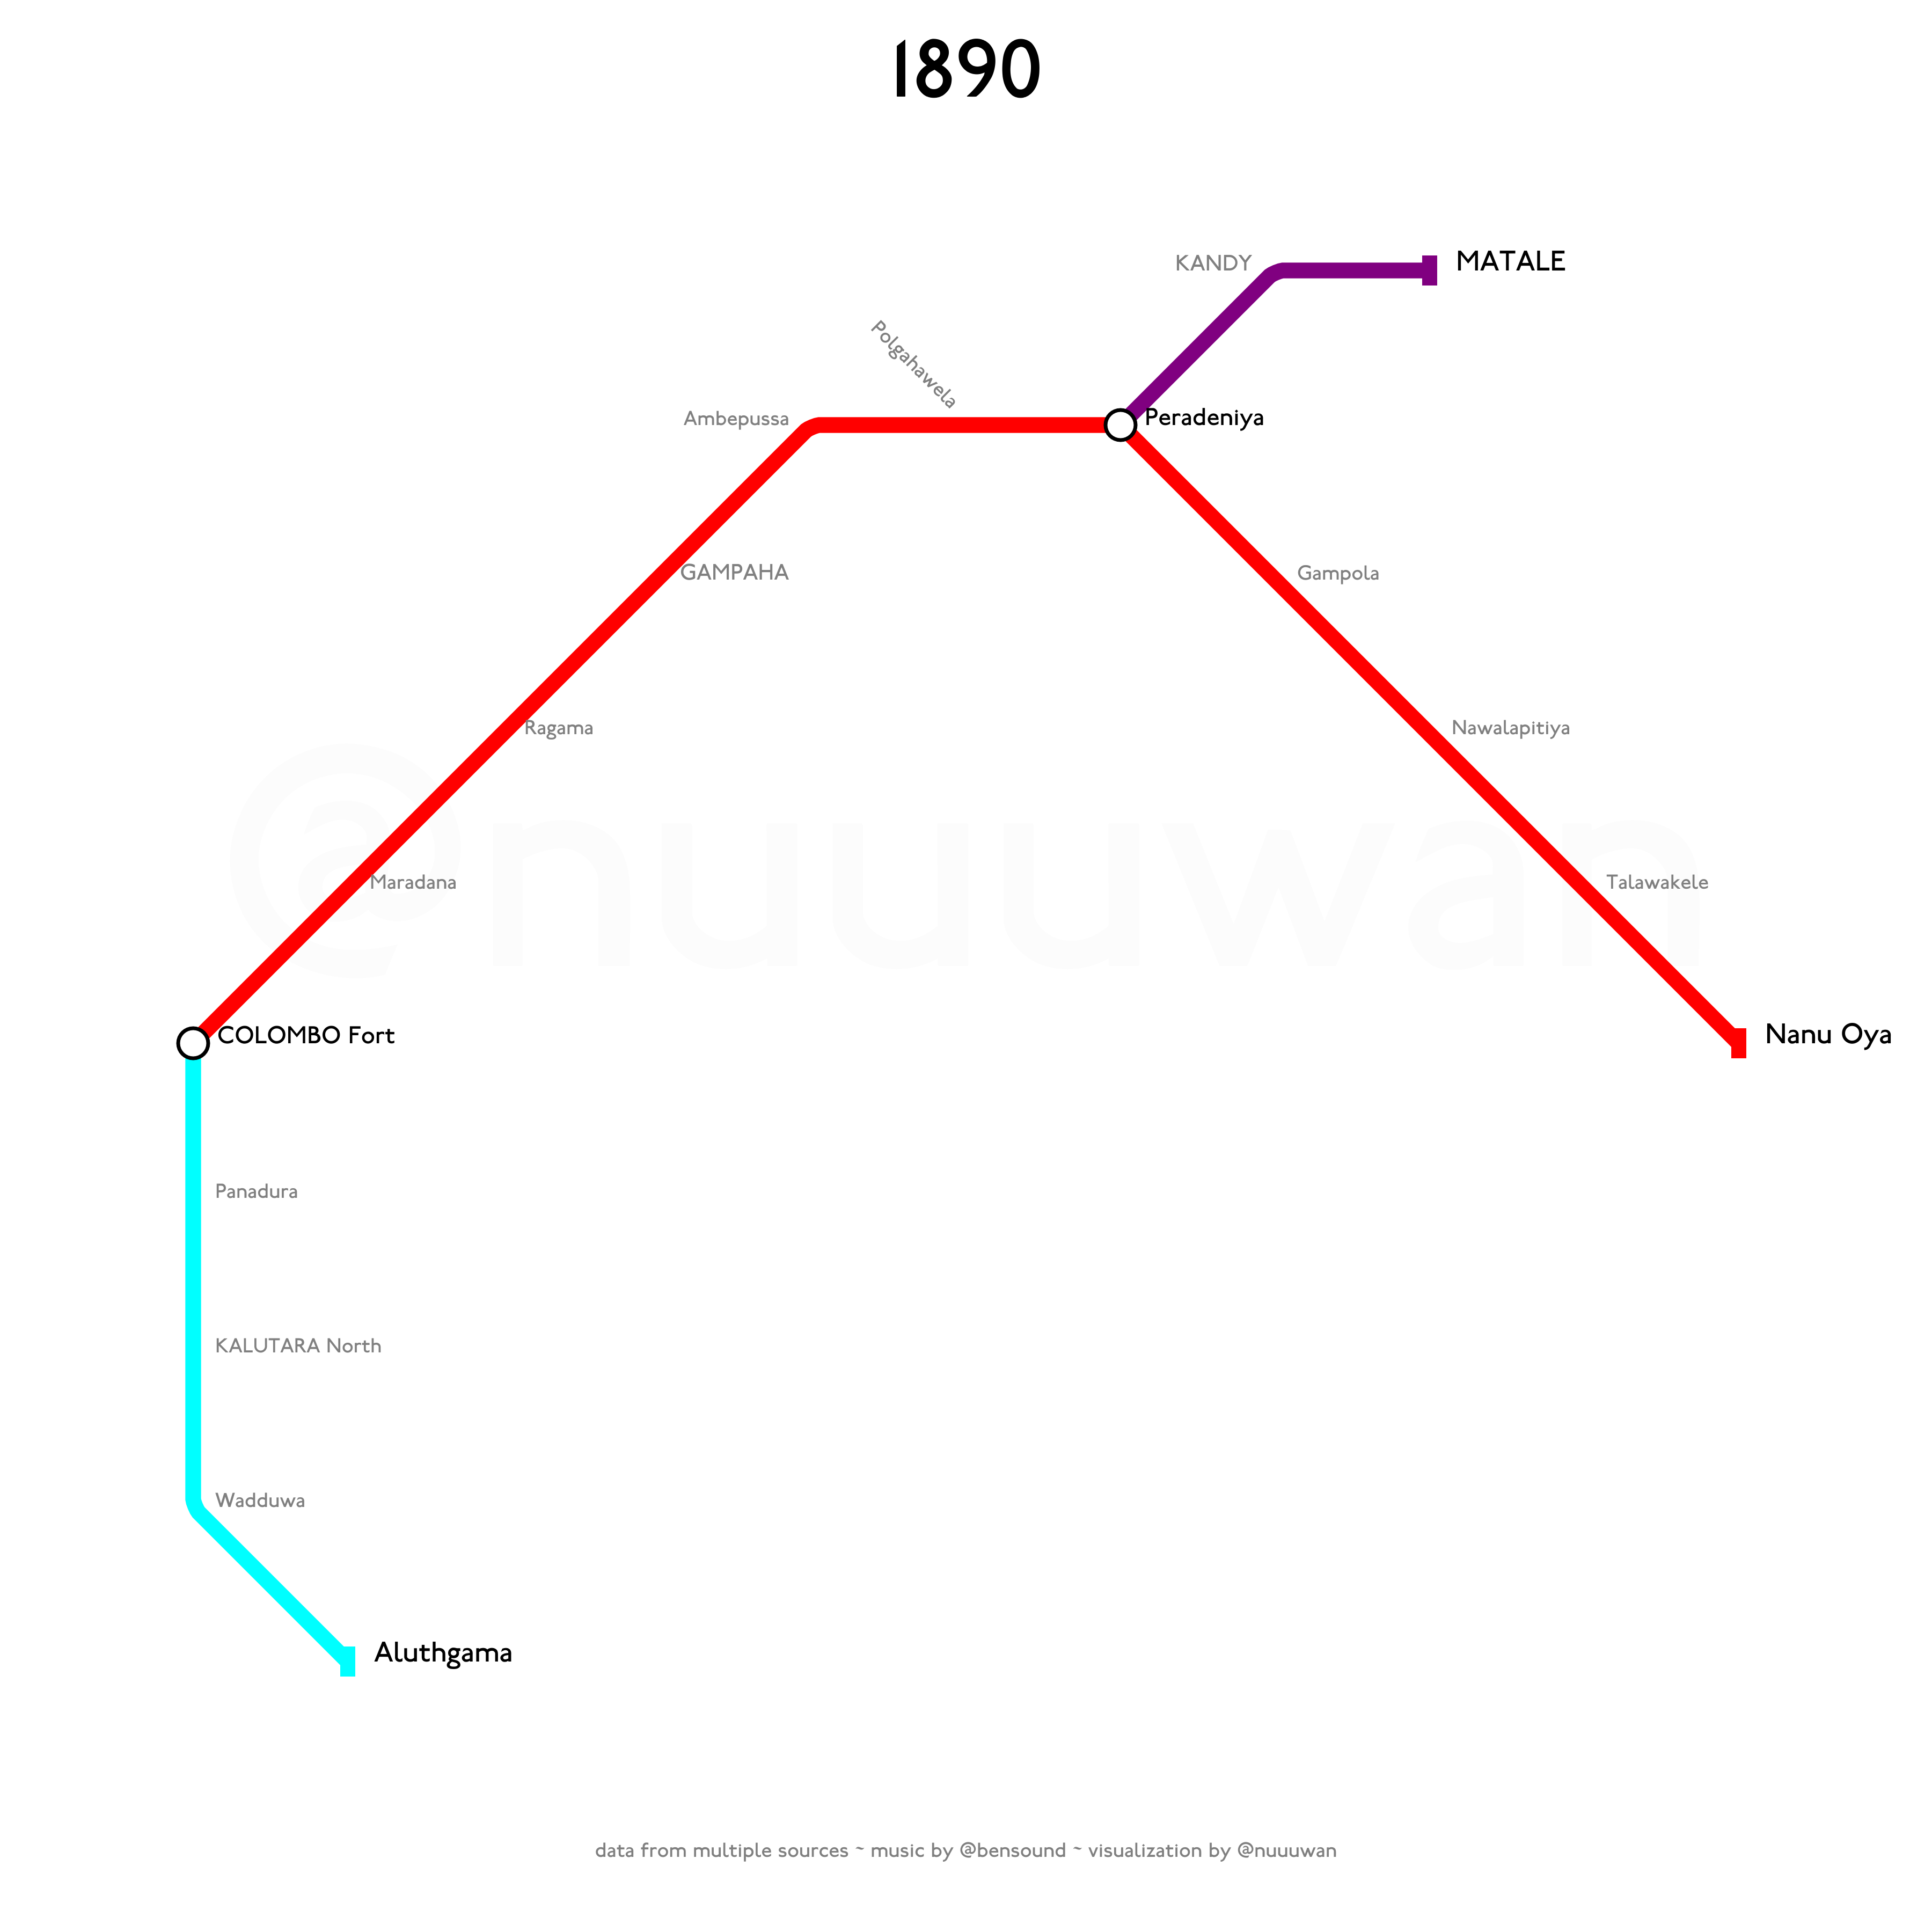 1890
KANDY
MATALE
Polgahawela
Ambepussa
Peradeniya
GAMPAHA
Gampola
Ragama
Nawalapitiya
@nuuuwan
Maradana
Talawakele
COLOMBO Fort
Nanu Oya
Panadura
KALUTARA North
Wadduwa
Aluthgama
data from multiple sources ~ music by @bensound ~ visualization by @nuuuwan